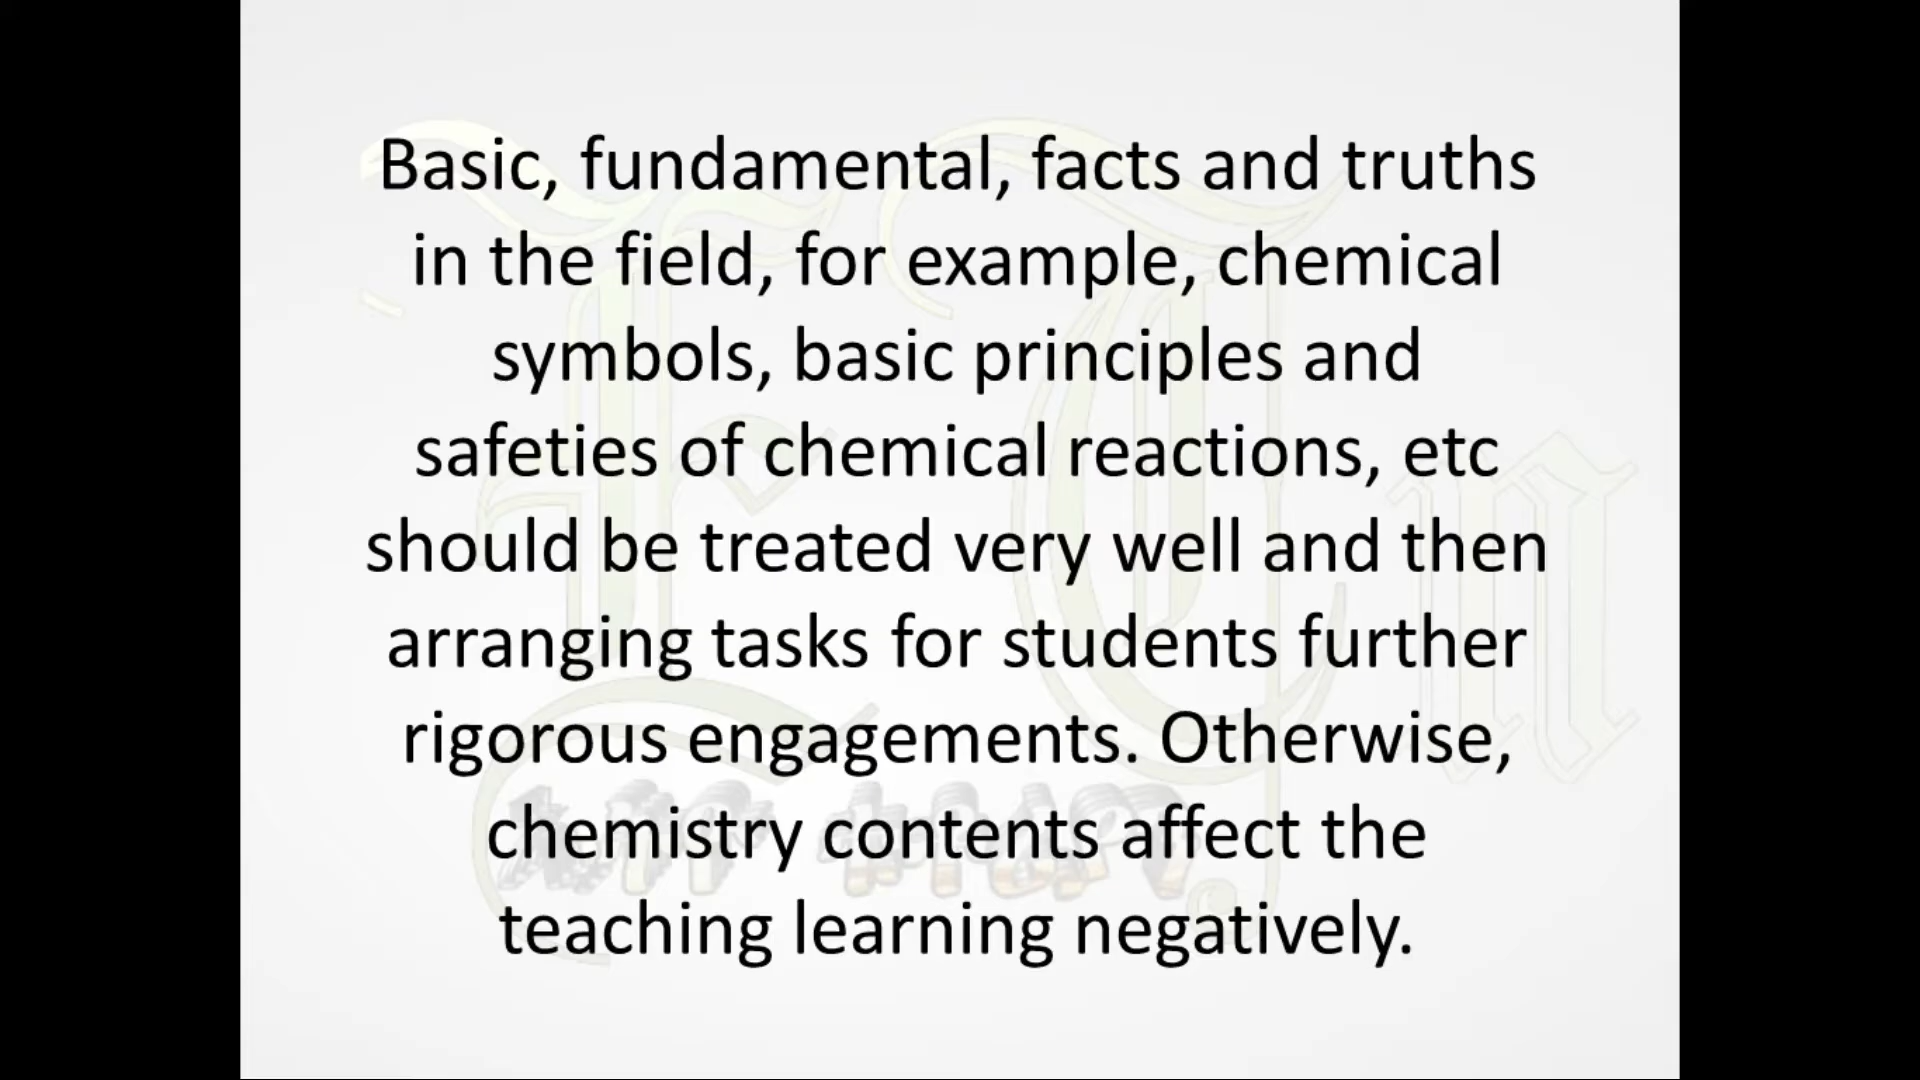 Basic, fundamental, facts and truths
in the field, for example, chemical
symbols, basic principles and
safeties of chemical reactions, etc
should be treated very well and then
arranging tasks for students further
rigorous engagements. Otherwise,
chemistry contents affect the
teaching learning negatively.